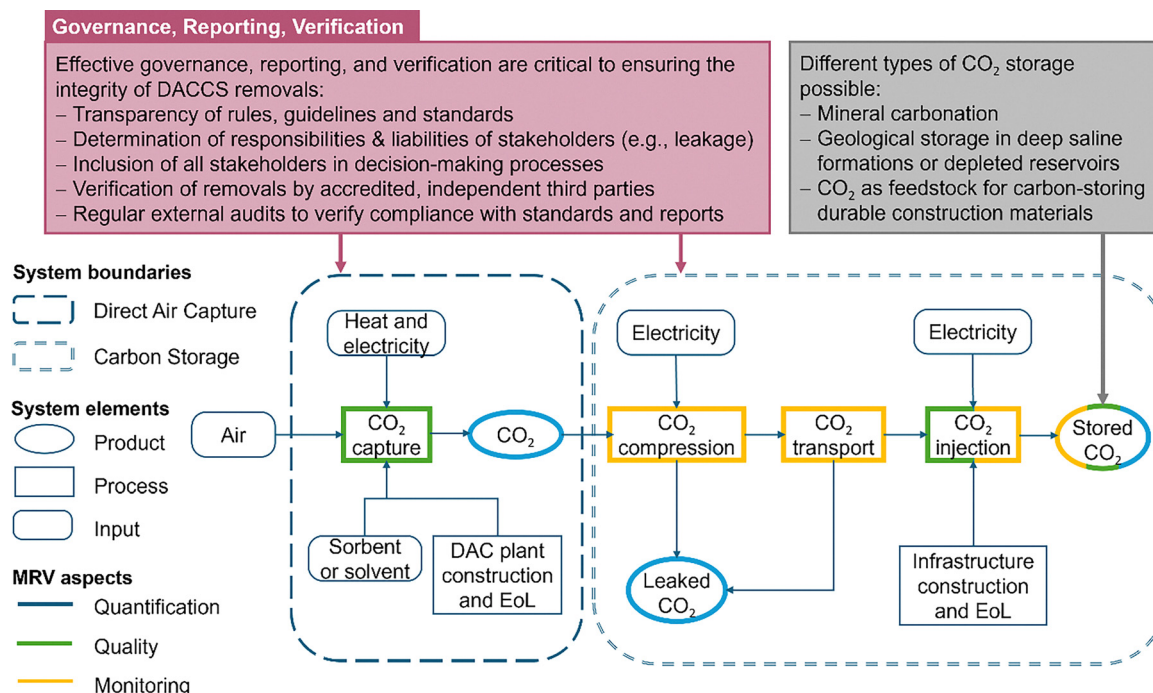 Governance, Reporting, Verification
Effective governance, reporting, and verification are critical to ensuring the
integrity of DACCS removals:
– Transparency of rules, guidelines and standards
– Determination of responsibilities & liabilities of stakeholders (e.g., leakage)
– Inclusion of all stakeholders in decision-making processes
– Verification of removals by accredited, independent third parties
– Regular external audits to verify compliance with standards and reports
Different types of CO₂ storage
possible:
– Mineral carbonation
– Geological storage in deep saline
formations or depleted reservoirs
– CO₂ as feedstock for carbon-storing
durable construction materials
System boundaries
Direct Air Capture
Carbon Storage
System elements
Product
Process
Input
MRV aspects
Quantification
Quality
Monitoring
Heat and
electricity
Air
CO₂
capture
CO₂
Sorbent
or solvent
DAC plant
construction
and EoL
Electricity
CO₂
compression
CO₂
transport
Leaked
CO₂
Electricity
CO₂
injection
Infrastructure
construction
and EoL
Stored
CO₂